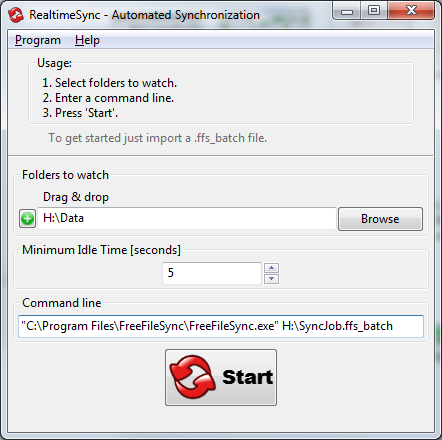 RealtimeSync - Automated Synchronization
Program Help
Usage:
1. Select folders to watch.
2. Enter a command line.
3. Press 'Start'.
To get started just import a .ffs_batch file.
Folders to watch
Drag & drop
H:\Data Browse
Minimum Idle Time [seconds]
5
Command line
"C:\Program Files\FreeFileSync\FreeFileSync.exe" H:\SyncJob.ffs_batch
Start